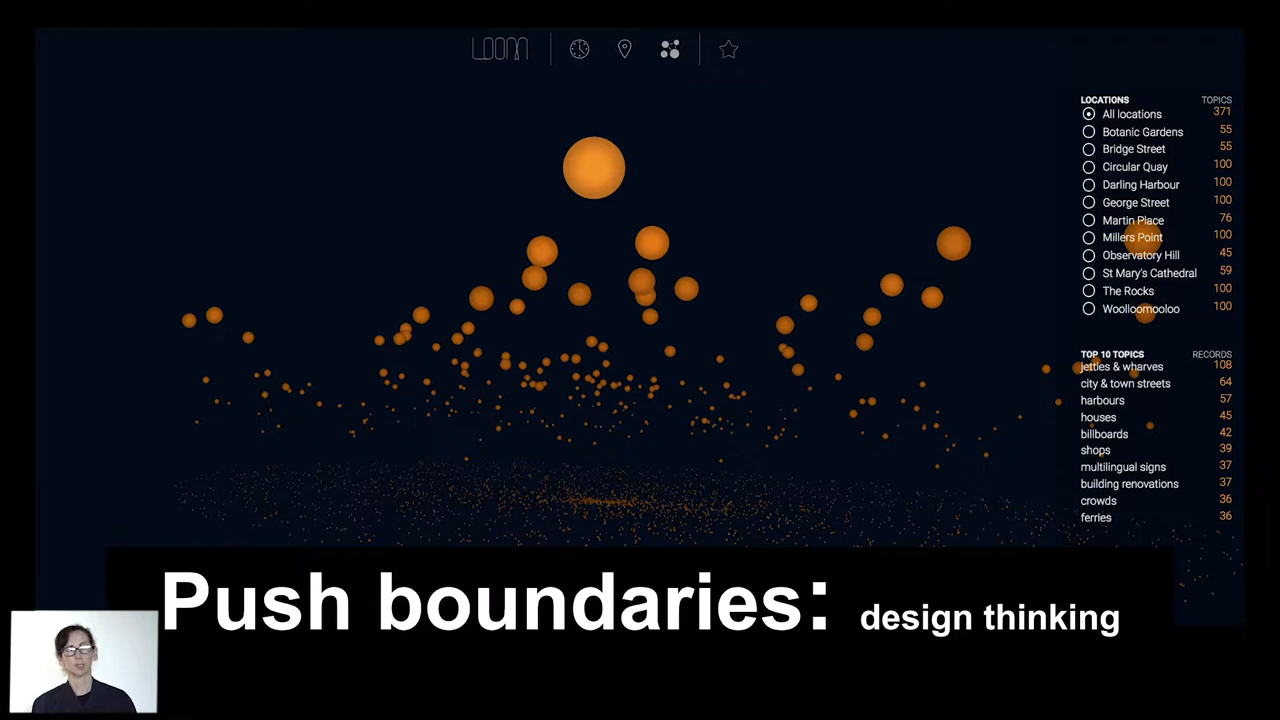 LOOM
LOCATIONS TOPICS
All locations 371
Botanic Gardens 55
Bridge Street 55
Circular Quay 100
Darling Harbour 100
George Street 100
Martin Place 76
Millers Point 100
Observatory Hill 45
St Mary's Cathedral 59
The Rocks 100
Woolloomooloo 100
TOP 10 TOPICS RECORDS
jetties & wharves 108
city & town streets 64
harbours 57
houses 45
billboards 42
shops 39
multilingual signs 37
building renovations 37
crowds 36
ferries 36
Push boundaries: design thinking